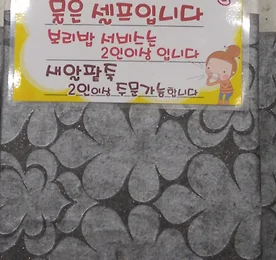 물은 셀프입니다
보리밥 서비스는
2인이상 입니다
새알팥죽
2인이상 주문가능합니다